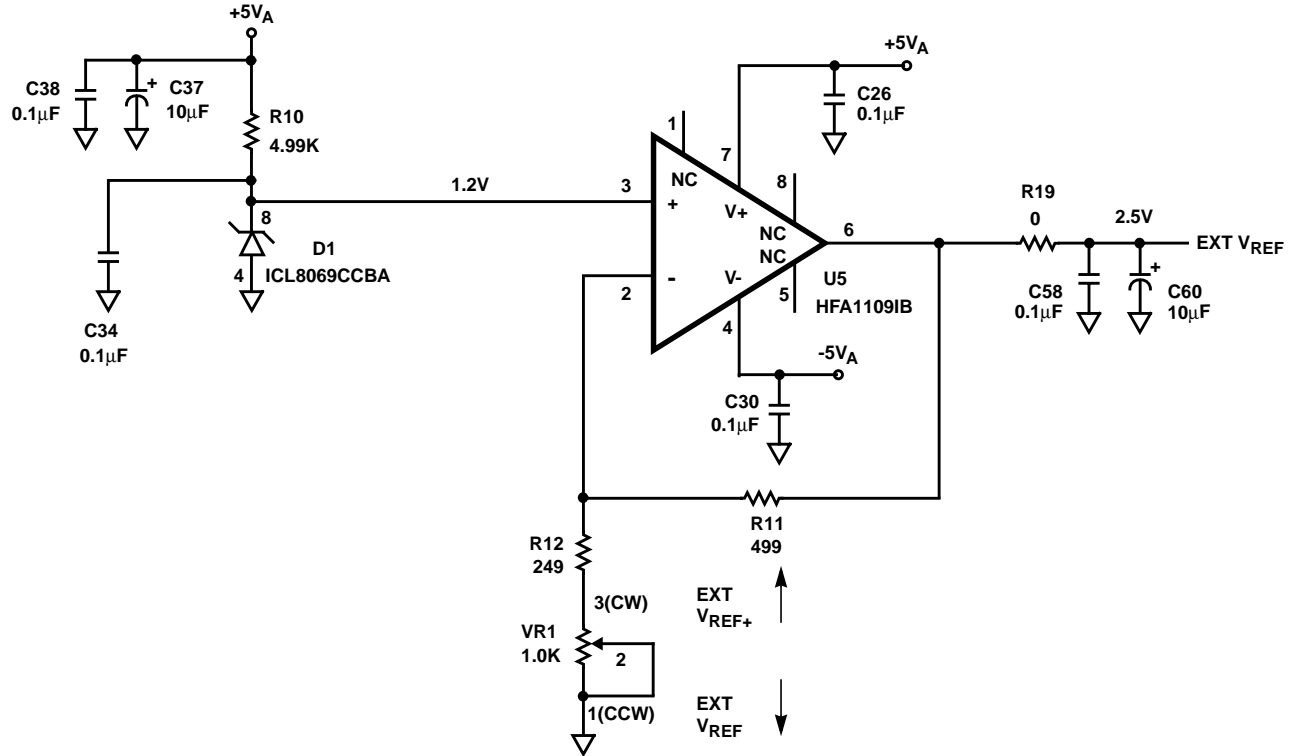 +5VA
C38
0.1µF
+
C37
10µF
R10
4.99K
C34
0.1µF
8
4
D1
ICL8069CCBA
1.2V
3
2
1
NC
+
-
7
V+
8
NC
NC
V-
5
4
6
U5
HFA1109IB
+5VA
C26
0.1µF
-5VA
C30
0.1µF
R19
0
2.5V
EXT VREF
C58
0.1µF
+
C60
10µF
R11
499
R12
249
3(CW)
VR1
1.0K
2
1(CCW)
EXT
VREF+
EXT
VREF